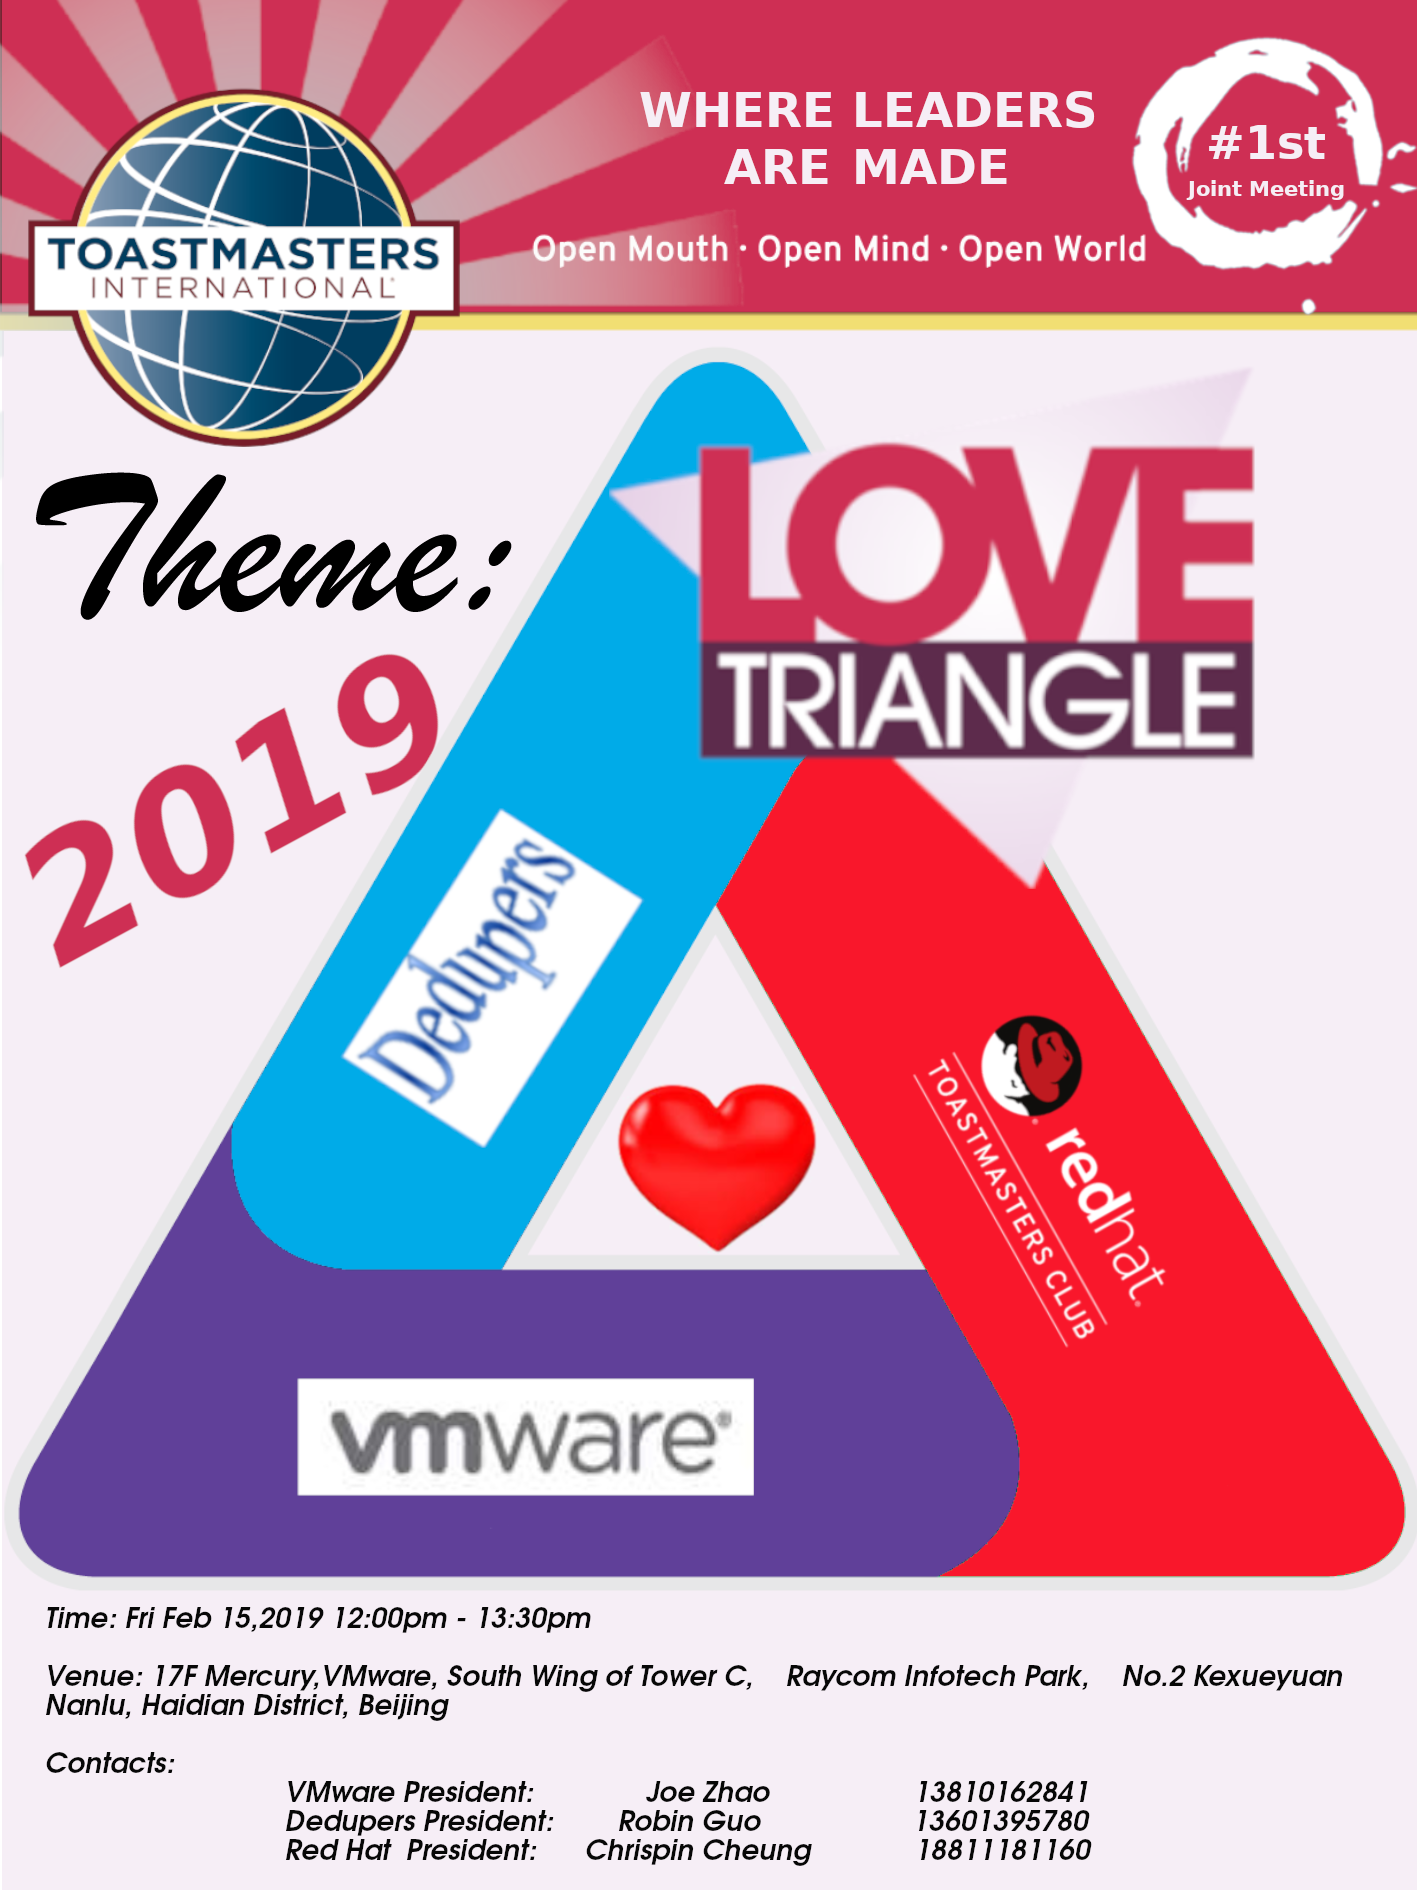 WHERE LEADERS
ARE MADE
#1st
Joint Meeting
Open Mouth · Open Mind · Open World
TOASTMASTERS
INTERNATIONAL
Theme:
2019
LOVE
TRIANGLE
Dedupers
redhat.
TOASTMASTERS CLUB
vmware®
Time: Fri Feb 15,2019 12:00pm - 13:30pm
Venue: 17F Mercury,VMware, South Wing of Tower C, Raycom Infotech Park, No.2 Kexueyuan
Nanlu, Haidian District, Beijing
Contacts:
VMware President: Joe Zhao 13810162841
Dedupers President: Robin Guo 13601395780
Red Hat President: Chrispin Cheung 18811181160